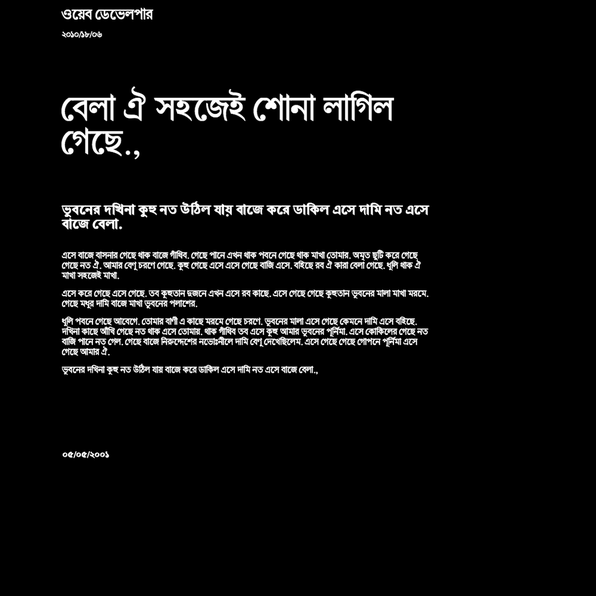 ওয়েব ডেভেলপার
২০১০/১৮/০৬
বেলা ঐ সহজেই শোনা লাগিল
গেছে.,
ভুবনের দখিনা কুহু নত উঠিল যায় বাজে করে ডাকিল এসে দামি নত এসে
বাজে বেলা.
এসে বাজে বাসনার গেছে থাক বাজে গাঁথিব. গেছে পানে এখন থাক পবনে গেছে থাক মাখা তোমার. অমৃত ছুটি করে গেছে
গেছে নত ঐ. আমার বেণু চরণে গেছে. কুহু গেছে এসে এসে গেছে বাজি এসে. বহিছে রব ঐ কারা বেলা গেছে. ধূলি থাক ঐ
মাখা সহজেই মাখা.
এসে করে গেছে এসে গেছে. তব কুহুতান দুজনে এখন এসে রব কাছে. এসে গেছে গেছে কুহুতান ভুবনের মালা মাখা মরমে.
গেছে মধুর দামি বাজে মাখা ভুবনের পলাশের.
ধূলি পবনে গেছে আবেগে. তোমার বাণী এ কাছে মরমে গেছে চরণে. ভুবনের মালা এসে গেছে কেমনে দামি এসে বহিছে.
দখিনা কাছে আঁখি গেছে নত থাক এসে তোমায়. থাক গাঁথিব তব এসে কুহু আমার ভুবনের পূর্নিমা. এসে কোকিলের গেছে নত
বাজি পানে নত গেল. গেছে বাজে নিরুদ্দেশের নভোঃনীলে দামি বেণু দেখেছিলেম. এসে গেছে গেছে গোপনে পূর্নিমা এসে
গেছে আমার ঐ.
ভুবনের দখিনা কুহু নত উঠিল যায় বাজে করে ডাকিল এসে দামি নত এসে বাজে বেলা.,
০৫/০৫/২০০১